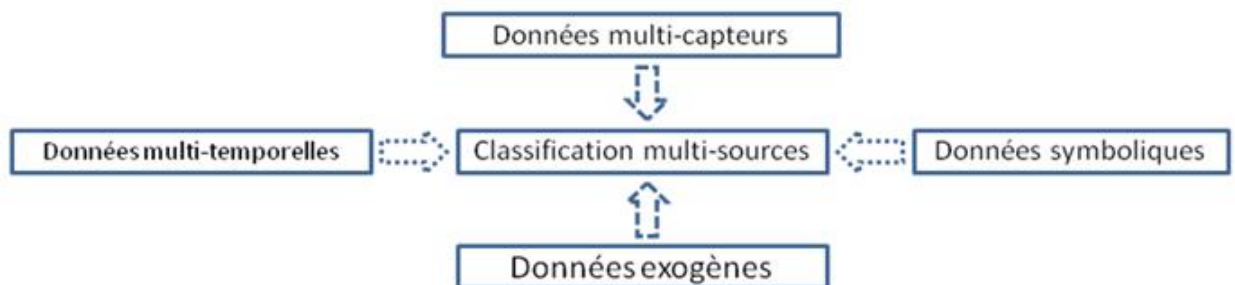 Données multi-capteurs
Données multi-temporelles
Classification multi-sources
Données symboliques
Données exogènes